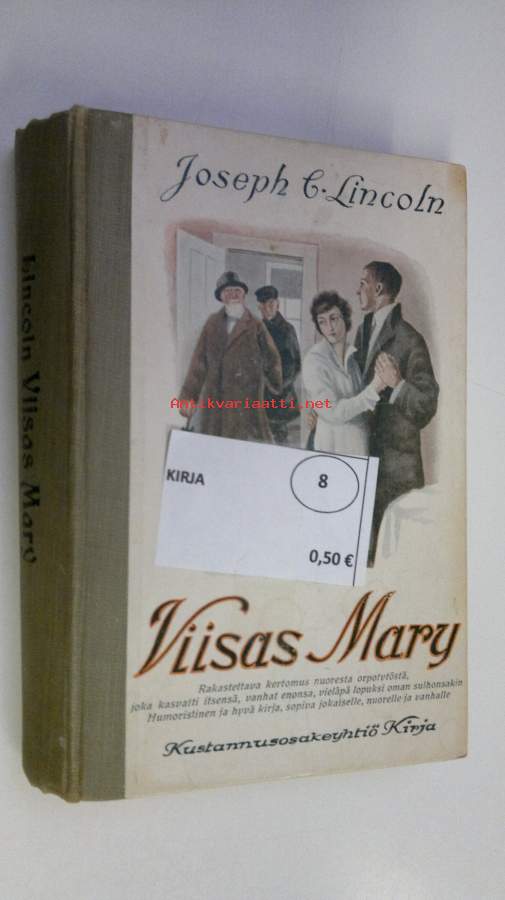 Joseph C. Lincoln
Lincoln Viisas Mary
Antikvariaatti.net
KIRJA
8
0,50 €
Viisas Mary
Rakastettava kertomus nuoresta orpotytöstä,
joka kasvatti itsensä, vanhat enonsa, vieläpä lopuksi oman sulhonsakin
Humoristinen ja hyvä kirja, sopiva jokaiselle, nuorelle ja vanhalle
Kustannusosakeyhtiö Kirja